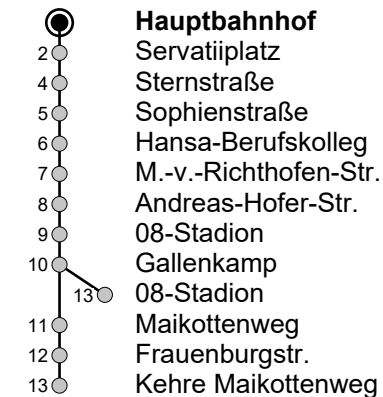 Hauptbahnhof
2 Servatiiplatz
4 Sternstraße
5 Sophienstraße
6 Hansa-Berufskolleg
7 M.-v.-Richthofen-Str.
8 Andreas-Hofer-Str.
9 08-Stadion
10 Gallenkamp
13 08-Stadion
11 Maikottenweg
12 Frauenburgstr.
13 Kehre Maikottenweg